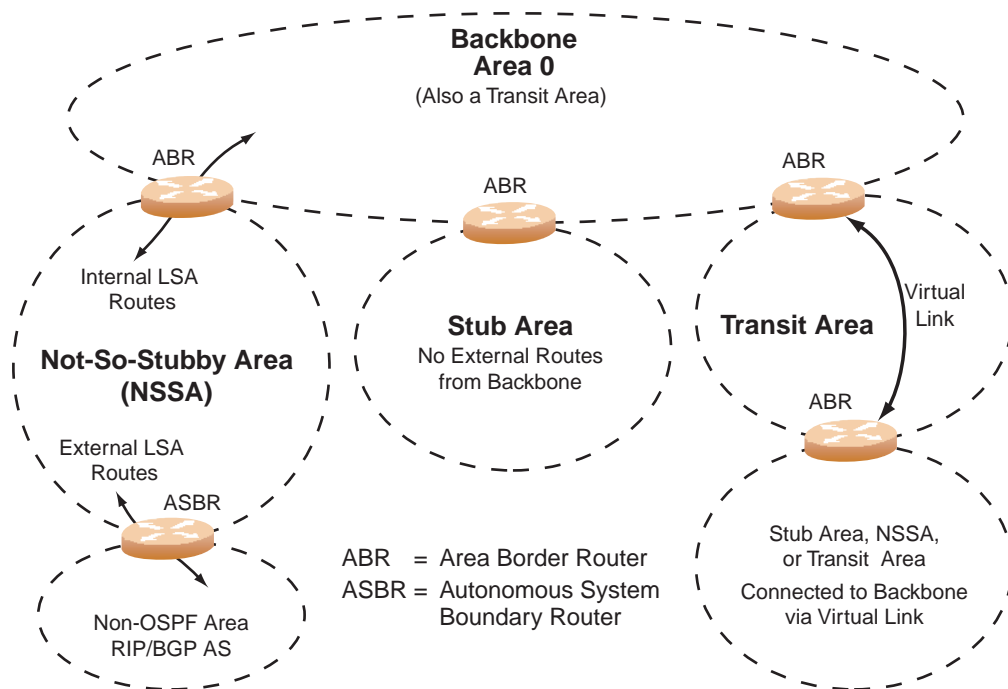 Backbone
Area 0
(Also a Transit Area)
ABR
ABR
ABR
Internal LSA
Routes
Virtual
Link
Stub Area
No External Routes
from Backbone
Transit Area
Not-So-Stubby Area
(NSSA)
ABR
External LSA
Routes
ASBR
Stub Area, NSSA,
or Transit Area
Connected to Backbone
via Virtual Link
ABR = Area Border Router
ASBR = Autonomous System
Boundary Router
Non-OSPF Area
RIP/BGP AS